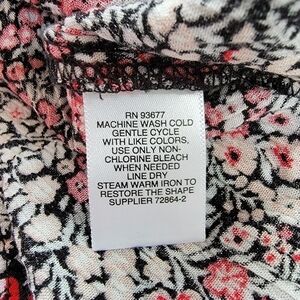 RN 93677
MACHINE WASH COLD
GENTLE CYCLE
WITH LIKE COLORS,
USE ONLY NON-
CHLORINE BLEACH
WHEN NEEDED
LINE DRY
STEAM WARM IRON TO
RESTORE THE SHAPE
SUPPLIER 72864-2